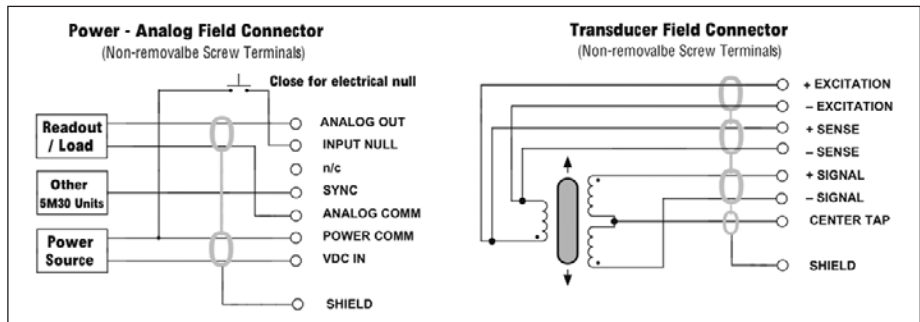 Power - Analog Field Connector
(Non-removalbe Screw Terminals)
Close for electrical null
Readout
/ Load
Other
5M30 Units
Power
Source
ANALOG OUT
INPUT NULL
n/c
SYNC
ANALOG COMM
POWER COMM
VDC IN
SHIELD
Transducer Field Connector
(Non-removalbe Screw Terminals)
+ EXCITATION
– EXCITATION
+ SENSE
– SENSE
+ SIGNAL
– SIGNAL
CENTER TAP
SHIELD